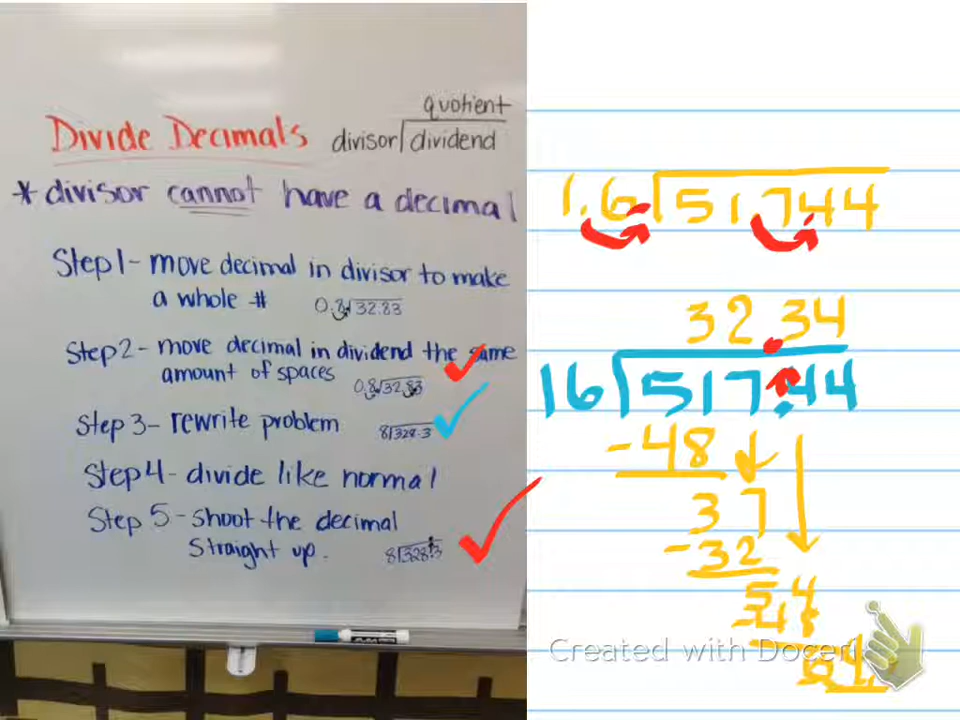 quotient
Divide Decimals divisor dividend
* divisor cannot have a decimal
Step 1 - move decimal in divisor to make
a whole # 0.8 32.83
Step 2 - move decimal in dividend the same
amount of spaces 0.8 32.83
Step 3 - rewrite problem 8 328.3
Step 4 - divide like normal
Step 5 - Shoot the decimal
Straight up. 8 328.3
1.6 51.744
32.34
16 517.44
-48
37
-32
54
-48
64
Created with Doceri